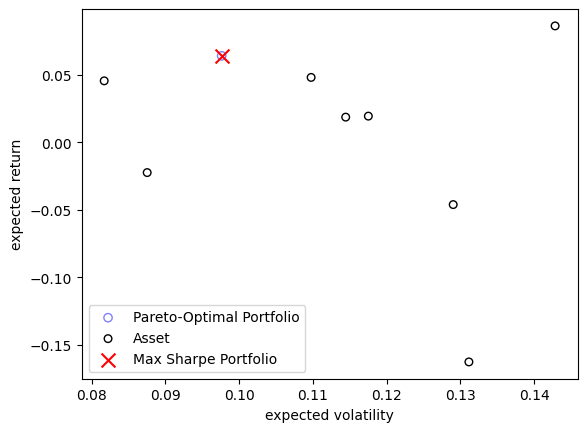 expected return
0.05
0.00
−0.05
−0.10
−0.15
Pareto-Optimal Portfolio
Asset
Max Sharpe Portfolio
0.08 0.09 0.10 0.11 0.12 0.13 0.14
expected volatility